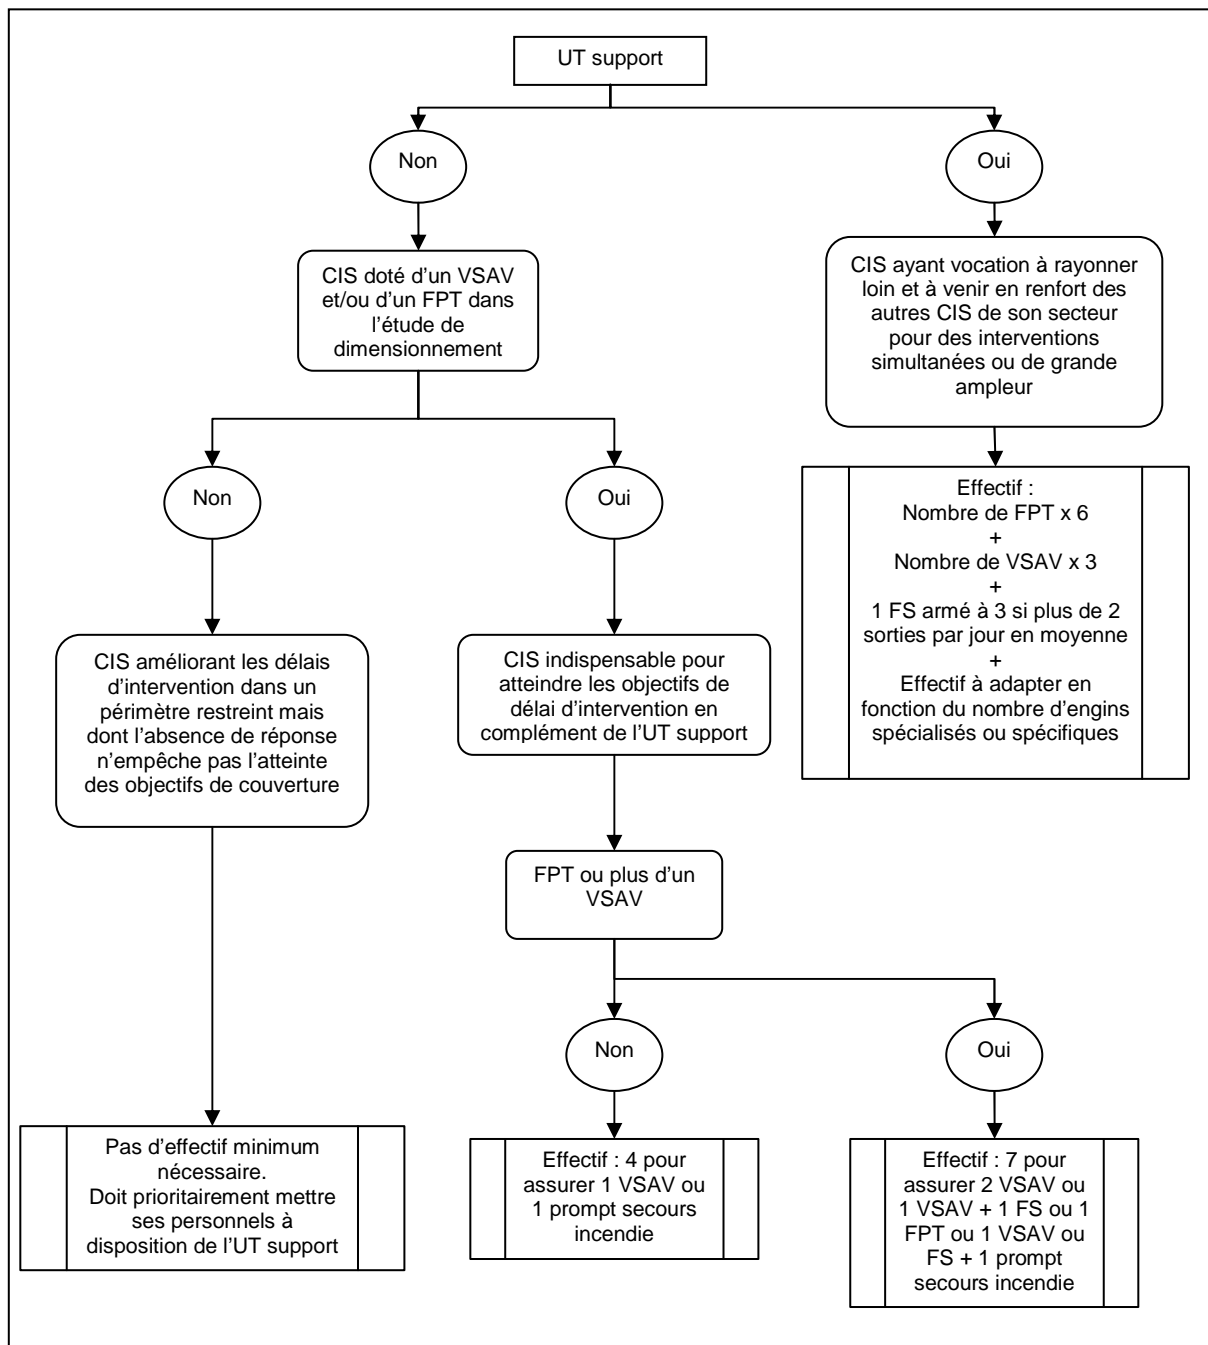 UT support
Non
Oui
CIS doté d’un VSAV
et/ou d’un FPT dans
l’étude de
dimensionnement
CIS ayant vocation à rayonner
loin et à venir en renfort des
autres CIS de son secteur
pour des interventions
simultanées ou de grande
ampleur
Non
Oui
Effectif :
Nombre de FPT x 6
+
Nombre de VSAV x 3
+
1 FS armé à 3 si plus de 2
sorties par jour en moyenne
+
Effectif à adapter en
fonction du nombre d’engins
spécialisés ou spécifiques
CIS améliorant les délais
d’intervention dans un
périmètre restreint mais
dont l’absence de réponse
n’empêche pas l’atteinte
des objectifs de couverture
CIS indispensable pour
atteindre les objectifs de
délai d’intervention en
complément de l’UT support
FPT ou plus d’un
VSAV
Non
Oui
Pas d’effectif minimum
nécessaire.
Doit prioritairement mettre
ses personnels à
disposition de l’UT support
Effectif : 4 pour
assurer 1 VSAV ou
1 prompt secours
incendie
Effectif : 7 pour
assurer 2 VSAV ou
1 VSAV + 1 FS ou 1
FPT ou 1 VSAV ou
FS + 1 prompt
secours incendie